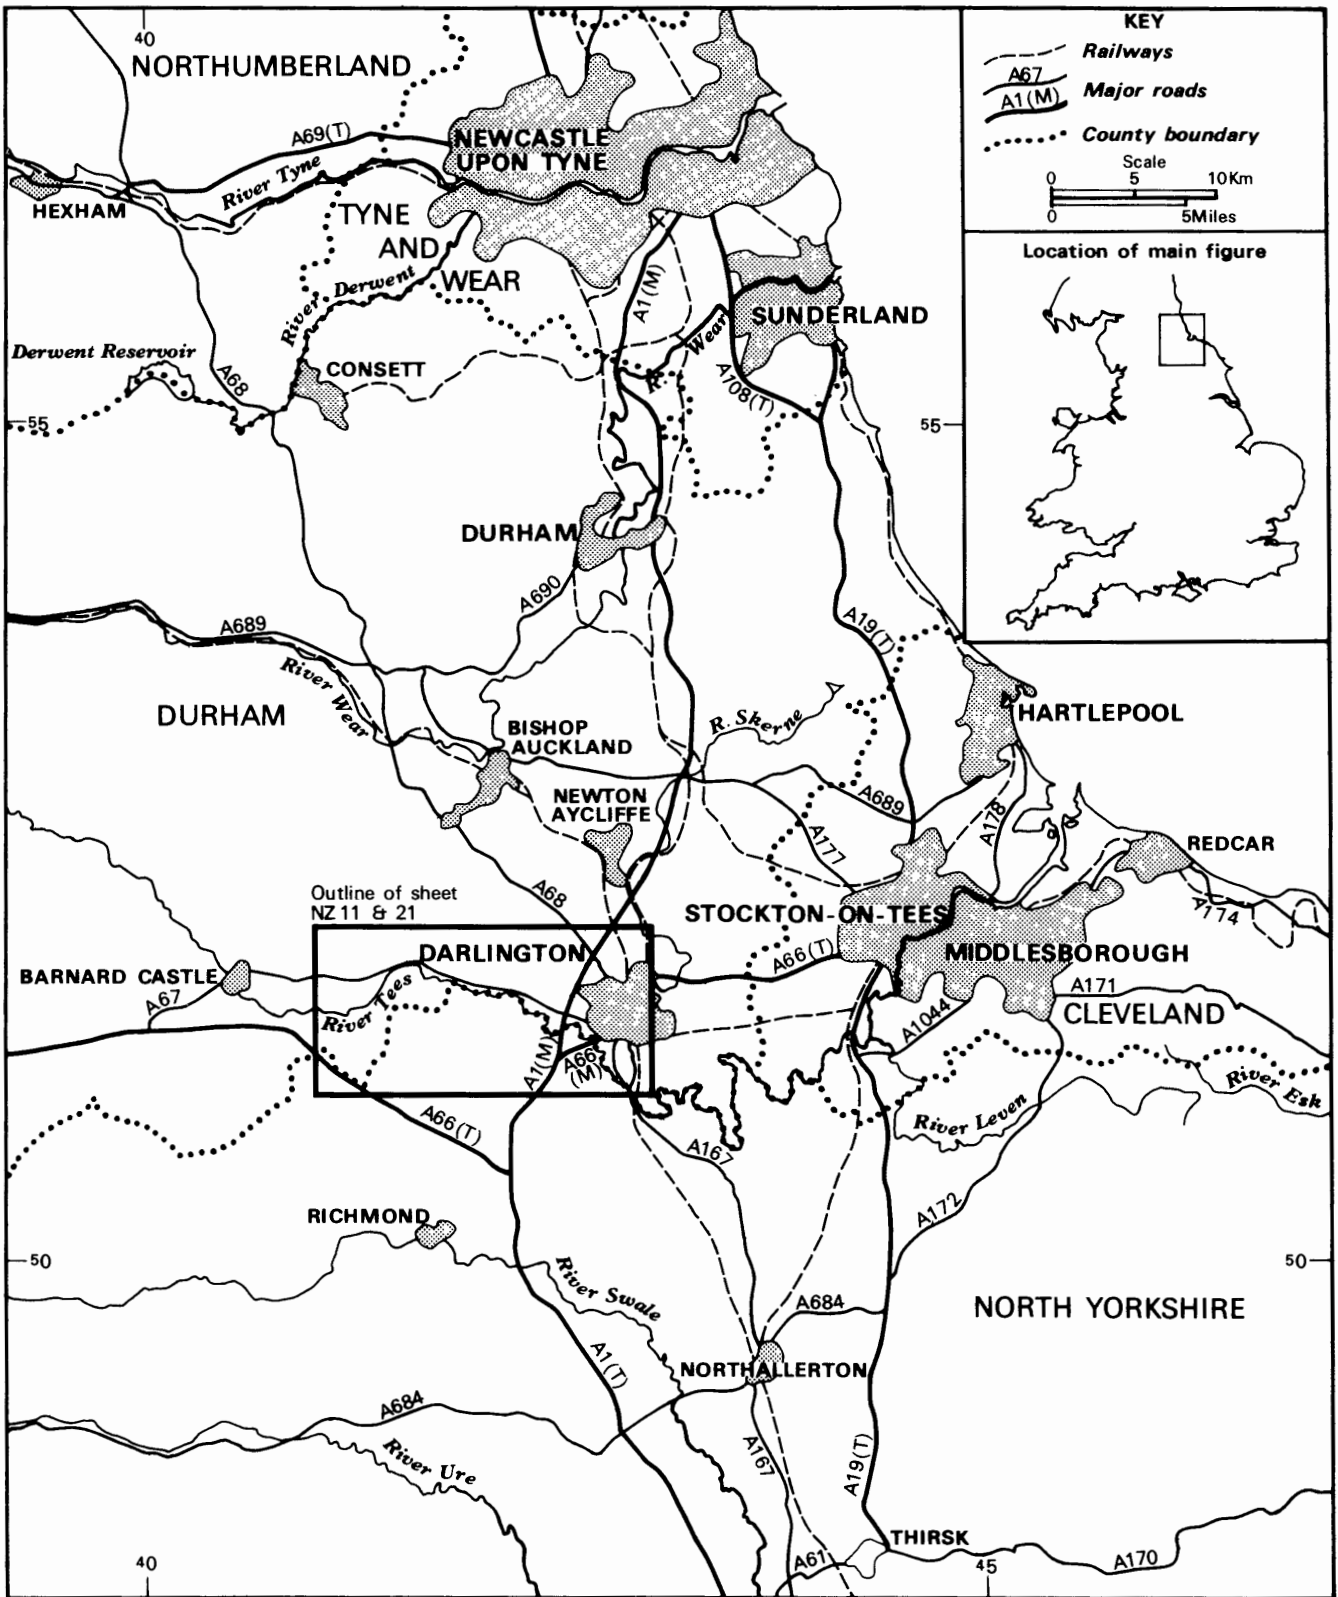 40
NORTHUMBERLAND
KEY
Railways
A67
A1(M)
Major roads
County boundary
Scale
0 5 10Km
0 5Miles
Location of main figure
A69(T)
NEWCASTLE
UPON TYNE
River Tyne
HEXHAM
TYNE
AND
WEAR
River Derwent
A1(M)
R. Wear
SUNDERLAND
Derwent Reservoir
A68
CONSETT
A108(T)
55
55
DURHAM
A690
A689
A19(T)
River Wear
DURHAM
R. Skerne
HARTLEPOOL
BISHOP
AUCKLAND
NEWTON
AYCLIFFE
A689
A178
A177
REDCAR
A174
Outline of sheet
NZ 11 & 21
A68
STOCKTON-ON-TEES
DARLINGTON
MIDDLESBOROUGH
BARNARD CASTLE
A67
River Tees
A66(T)
A171
CLEVELAND
A1044
A1(M)
A66
(M)
River Esk
River Leven
A66(T)
A167
A172
RICHMOND
50
50
River Swale
A684
NORTH YORKSHIRE
A1(T)
NORTHALLERTON
A684
River Ure
A167
A19(T)
THIRSK
40
A61
45
A170